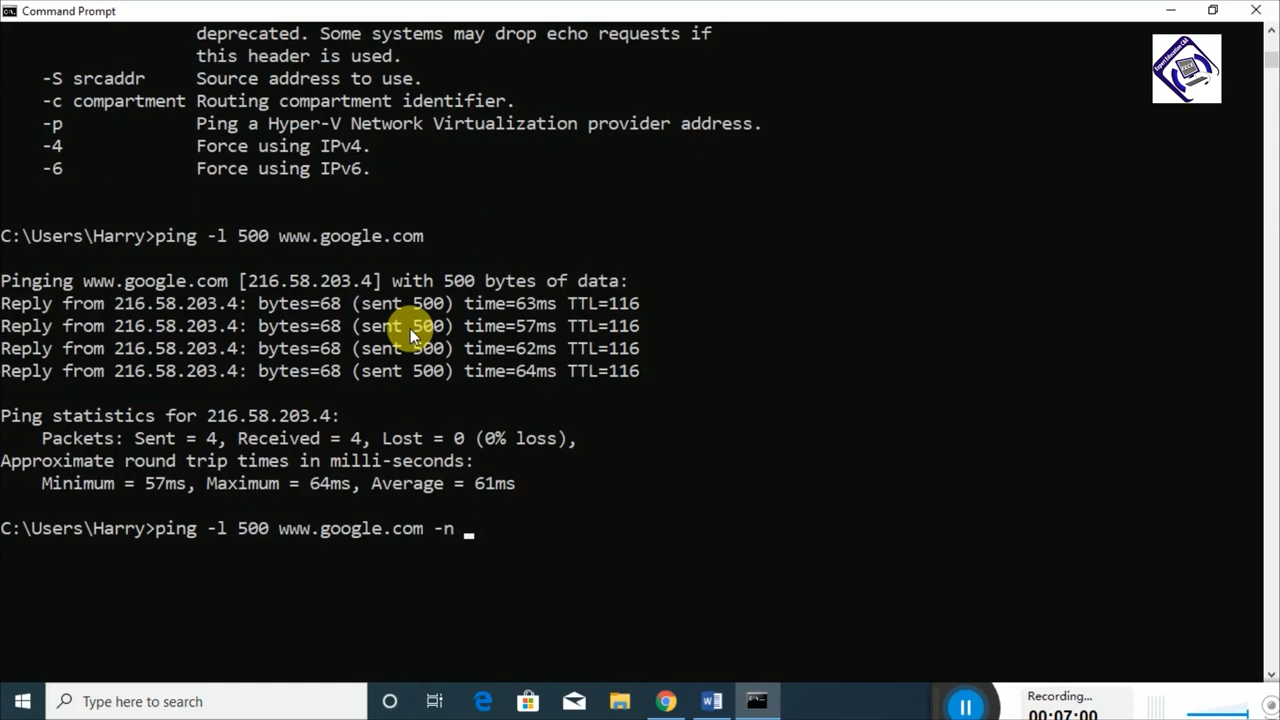 Command Prompt
deprecated. Some systems may drop echo requests if
this header is used.
-S srcaddr Source address to use.
-c compartment Routing compartment identifier.
-p Ping a Hyper-V Network Virtualization provider address.
-4 Force using IPv4.
-6 Force using IPv6.
C:\Users\Harry>ping -l 500 www.google.com
Pinging www.google.com [216.58.203.4] with 500 bytes of data:
Reply from 216.58.203.4: bytes=68 (sent 500) time=63ms TTL=116
Reply from 216.58.203.4: bytes=68 (sent 500) time=57ms TTL=116
Reply from 216.58.203.4: bytes=68 (sent 500) time=62ms TTL=116
Reply from 216.58.203.4: bytes=68 (sent 500) time=64ms TTL=116
Ping statistics for 216.58.203.4:
Packets: Sent = 4, Received = 4, Lost = 0 (0% loss),
Approximate round trip times in milli-seconds:
Minimum = 57ms, Maximum = 64ms, Average = 61ms
C:\Users\Harry>ping -l 500 www.google.com -n _
Type here to search
Recording...
00:07:00